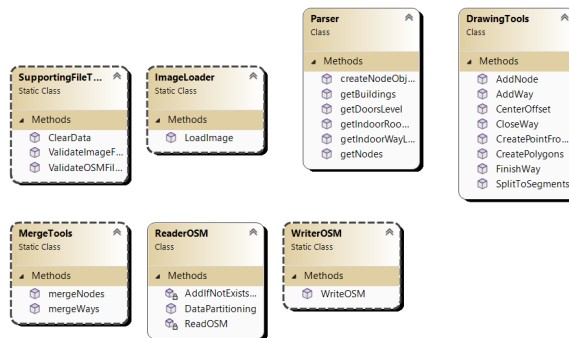 SupportingFileT...
Static Class
Methods
ClearData
ValidateImageF...
ValidateOSMFil...
ImageLoader
Static Class
Methods
LoadImage
Parser
Class
Methods
createNodeObj...
getBuildings
getDoorsLevel
getIndoorRoo...
getIndoorWayL...
getNodes
DrawingTools
Class
Methods
AddNode
AddWay
CenterOffset
CloseWay
CreatePointFro...
CreatePolygons
FinishWay
SplitToSegments
MergeTools
Static Class
Methods
mergeNodes
mergeWays
ReaderOSM
Class
Methods
AddIfNotExists...
DataPartitioning
ReadOSM
WriterOSM
Static Class
Methods
WriteOSM